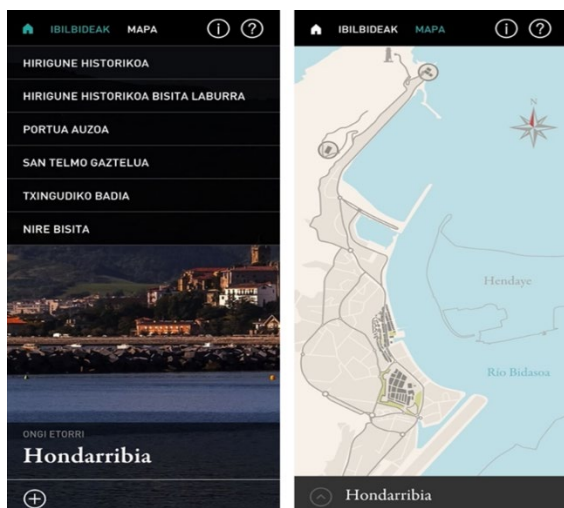 IBILBIDEAK MAPA
HIRIGUNE HISTORIKOA
HIRIGUNE HISTORIKOA BISITA LABURRA
PORTUA AUZOA
SAN TELMO GAZTELUA
TXINGUDIKO BADIA
NIRE BISITA
ONGI ETORRI
Hondarribia
IBILBIDEAK MAPA
N
Hendaye
Río Bidasoa
Hondarribia